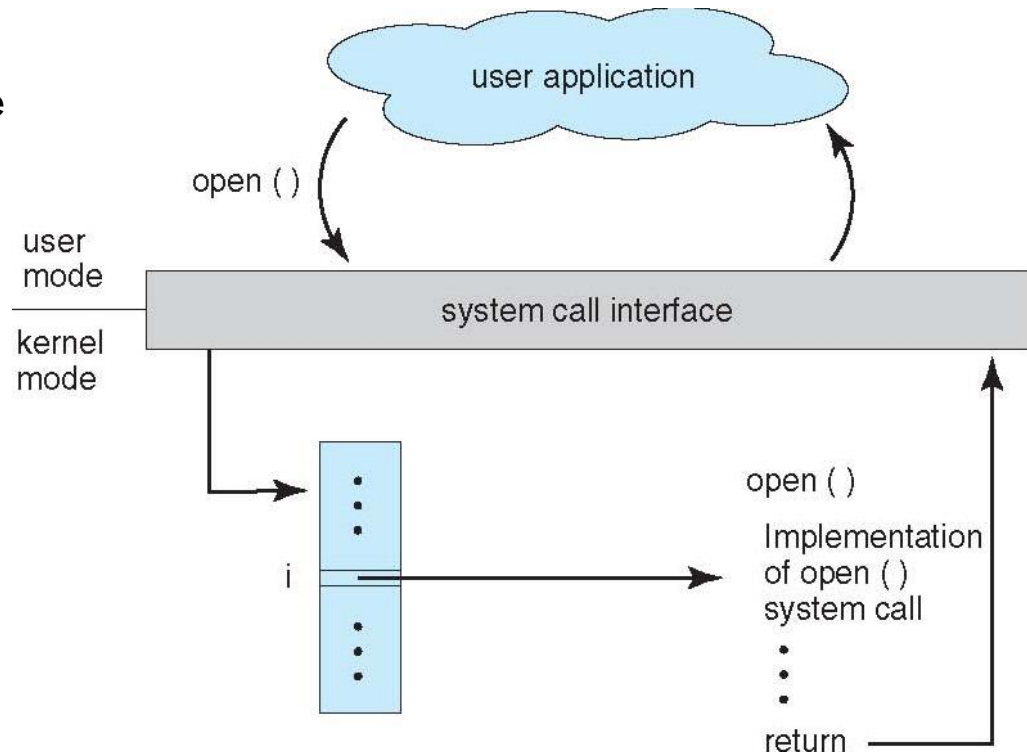 user application
e
open ( )
user
mode
system call interface
kernel
mode
open ( )
Implementation
of open ( )
system call
i
return